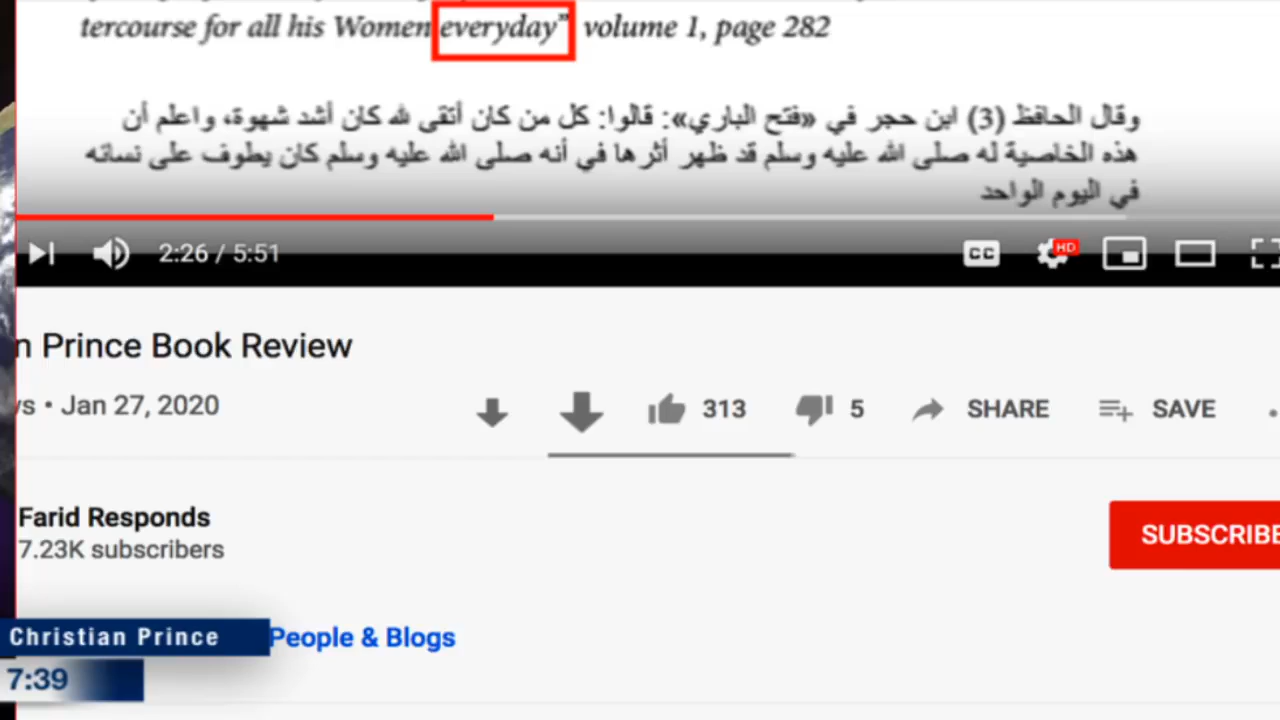 tercourse for all his Women everyday" volume 1, page 282
وقال الحافظ (3) ابن حجر في «فتح الباري»: قالوا: كل من كان أتقى لله كان أشد شهوة، واعلم أن
هذه الخاصية له صلى الله عليه وسلم قد ظهر أثرها في أنه صلى الله عليه وسلم كان يطوف على نسائه
في اليوم الواحد
2:26 / 5:51
CC
HD
n Prince Book Review
ws • Jan 27, 2020
313
5
SHARE
SAVE
Farid Responds
7.23K subscribers
SUBSCRIBE
Christian Prince
People & Blogs
7:39